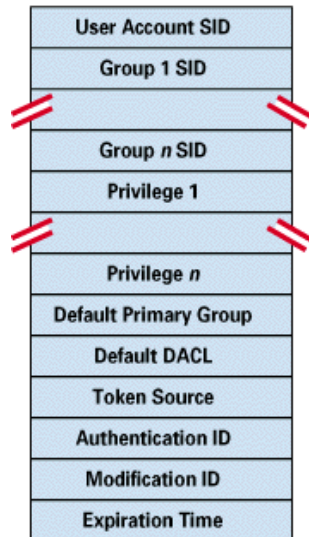 User Account SID
Group 1 SID
Group n SID
Privilege 1
Privilege n
Default Primary Group
Default DACL
Token Source
Authentication ID
Modification ID
Expiration Time